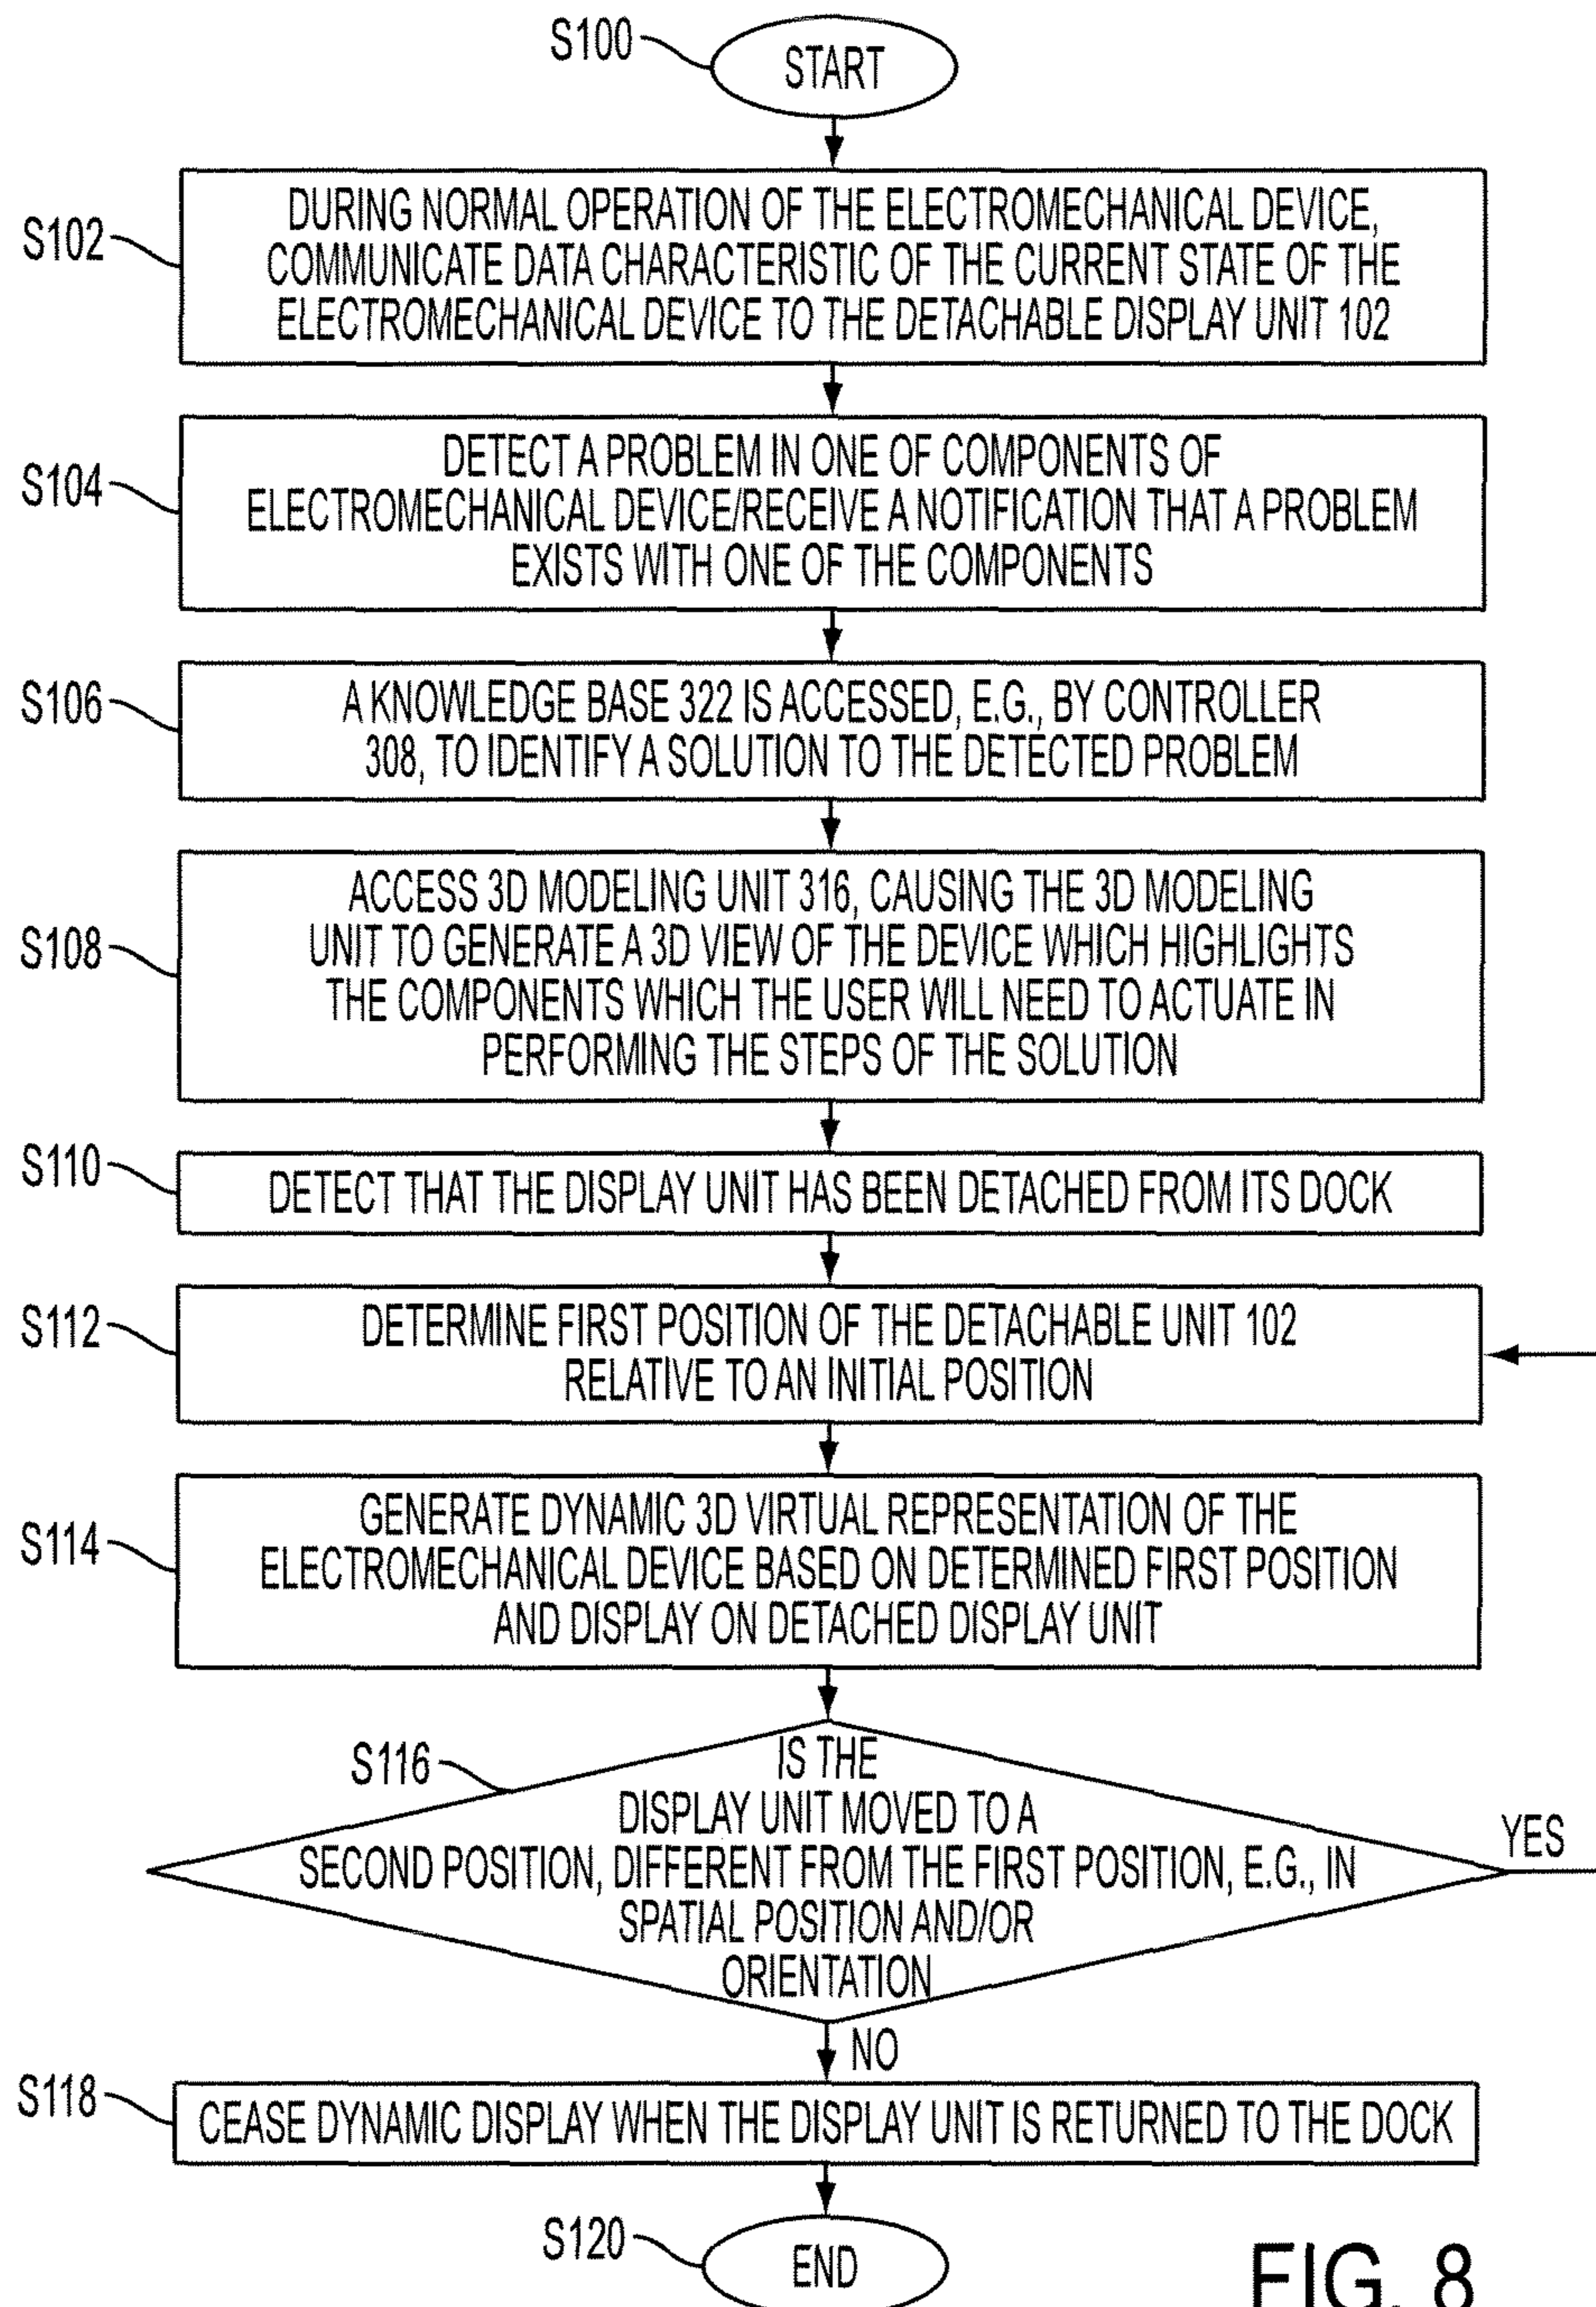 S100
START
S102
DURING NORMAL OPERATION OF THE ELECTROMECHANICAL DEVICE,
COMMUNICATE DATA CHARACTERISTIC OF THE CURRENT STATE OF THE
ELECTROMECHANICAL DEVICE TO THE DETACHABLE DISPLAY UNIT 102
S104
DETECT A PROBLEM IN ONE OF COMPONENTS OF
ELECTROMECHANICAL DEVICE/RECEIVE A NOTIFICATION THAT A PROBLEM
EXISTS WITH ONE OF THE COMPONENTS
S106
A KNOWLEDGE BASE 322 IS ACCESSED, E.G., BY CONTROLLER
308, TO IDENTIFY A SOLUTION TO THE DETECTED PROBLEM
S108
ACCESS 3D MODELING UNIT 316, CAUSING THE 3D MODELING
UNIT TO GENERATE A 3D VIEW OF THE DEVICE WHICH HIGHLIGHTS
THE COMPONENTS WHICH THE USER WILL NEED TO ACTUATE IN
PERFORMING THE STEPS OF THE SOLUTION
S110
DETECT THAT THE DISPLAY UNIT HAS BEEN DETACHED FROM ITS DOCK
S112
DETERMINE FIRST POSITION OF THE DETACHABLE UNIT 102
RELATIVE TO AN INITIAL POSITION
S114
GENERATE DYNAMIC 3D VIRTUAL REPRESENTATION OF THE
ELECTROMECHANICAL DEVICE BASED ON DETERMINED FIRST POSITION
AND DISPLAY ON DETACHED DISPLAY UNIT
S116
IS THE
DISPLAY UNIT MOVED TO A
SECOND POSITION, DIFFERENT FROM THE FIRST POSITION, E.G., IN
SPATIAL POSITION AND/OR
ORIENTATION
YES
NO
S118
CEASE DYNAMIC DISPLAY WHEN THE DISPLAY UNIT IS RETURNED TO THE DOCK
S120
END
FIG. 8